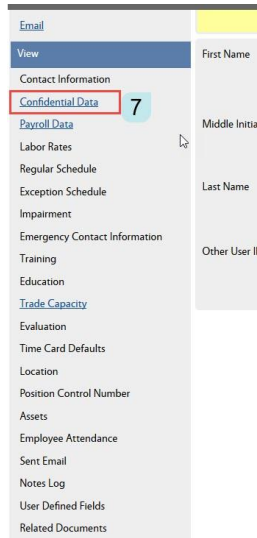 Email
View
Contact Information
Confidential Data
7
Payroll Data
Labor Rates
Regular Schedule
Exception Schedule
Impairment
Emergency Contact Information
Training
Education
Trade Capacity
Evaluation
Time Card Defaults
Location
Position Control Number
Assets
Employee Attendance
Sent Email
Notes Log
User Defined Fields
Related Documents
First Name
Middle Initia
Last Name
Other User I